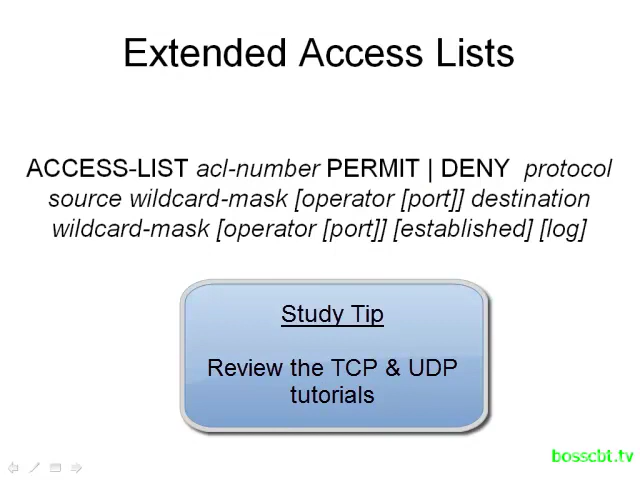 Extended Access Lists
ACCESS-LIST acl-number PERMIT | DENY protocol
source wildcard-mask [operator [port]] destination
wildcard-mask [operator [port]] [established] [log]
Study Tip
Review the TCP & UDP
tutorials
bosscbt.tv